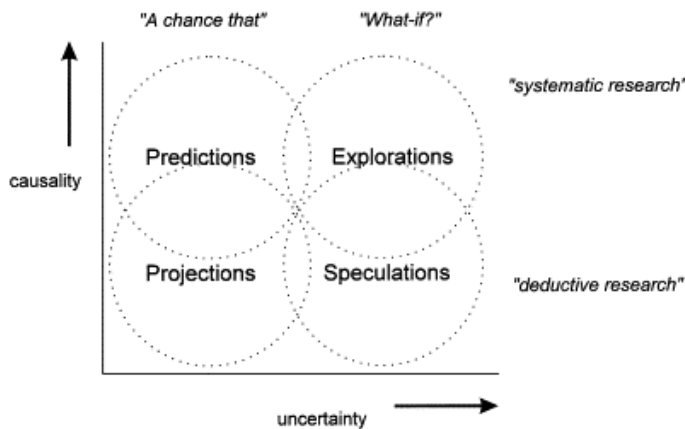 "A chance that"
"What-if?"
"systematic research"
Predictions
Explorations
causality
Projections
Speculations
"deductive research"
uncertainty